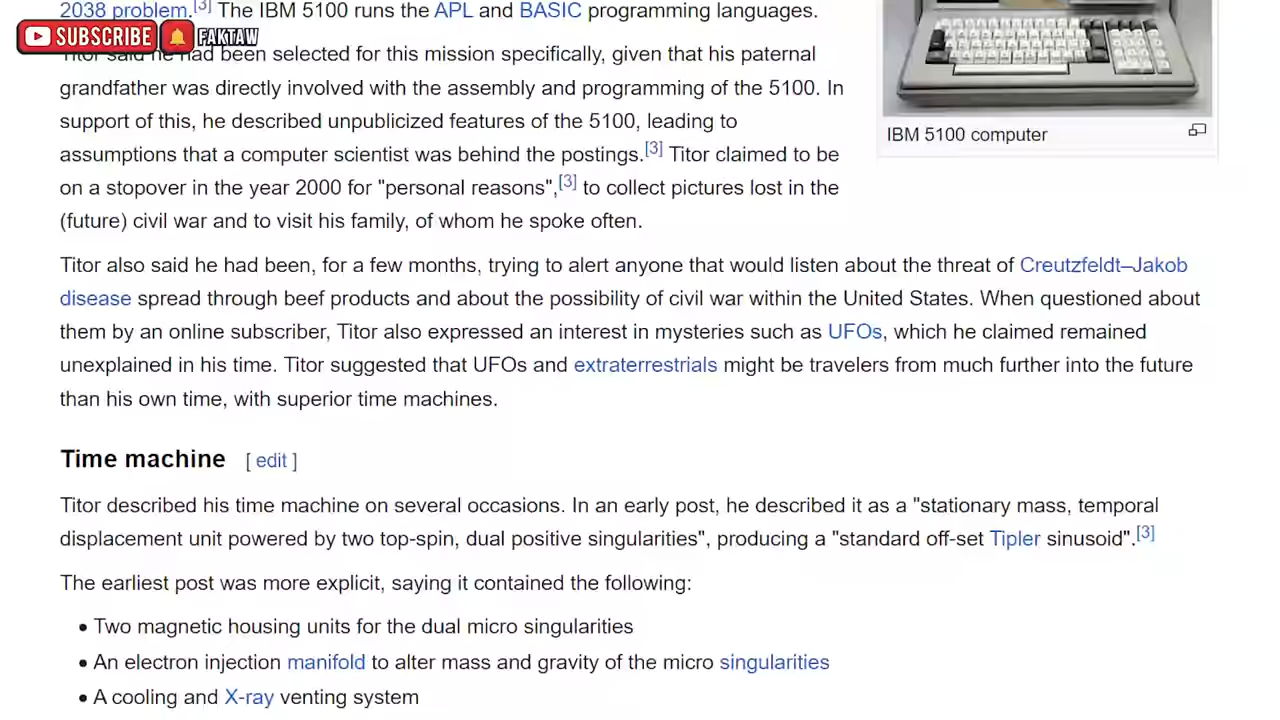 2038 problem.[3] The IBM 5100 runs the APL and BASIC programming languages.
SUBSCRIBE FAKTAW
Titor said he had been selected for this mission specifically, given that his paternal
grandfather was directly involved with the assembly and programming of the 5100. In
support of this, he described unpublicized features of the 5100, leading to
assumptions that a computer scientist was behind the postings.[3] Titor claimed to be
on a stopover in the year 2000 for "personal reasons",[3] to collect pictures lost in the
(future) civil war and to visit his family, of whom he spoke often.
IBM 5100 computer
Titor also said he had been, for a few months, trying to alert anyone that would listen about the threat of Creutzfeldt–Jakob
disease spread through beef products and about the possibility of civil war within the United States. When questioned about
them by an online subscriber, Titor also expressed an interest in mysteries such as UFOs, which he claimed remained
unexplained in his time. Titor suggested that UFOs and extraterrestrials might be travelers from much further into the future
than his own time, with superior time machines.
Time machine [ edit ]
Titor described his time machine on several occasions. In an early post, he described it as a "stationary mass, temporal
displacement unit powered by two top-spin, dual positive singularities", producing a "standard off-set Tipler sinusoid".[3]
The earliest post was more explicit, saying it contained the following:
• Two magnetic housing units for the dual micro singularities
• An electron injection manifold to alter mass and gravity of the micro singularities
• A cooling and X-ray venting system